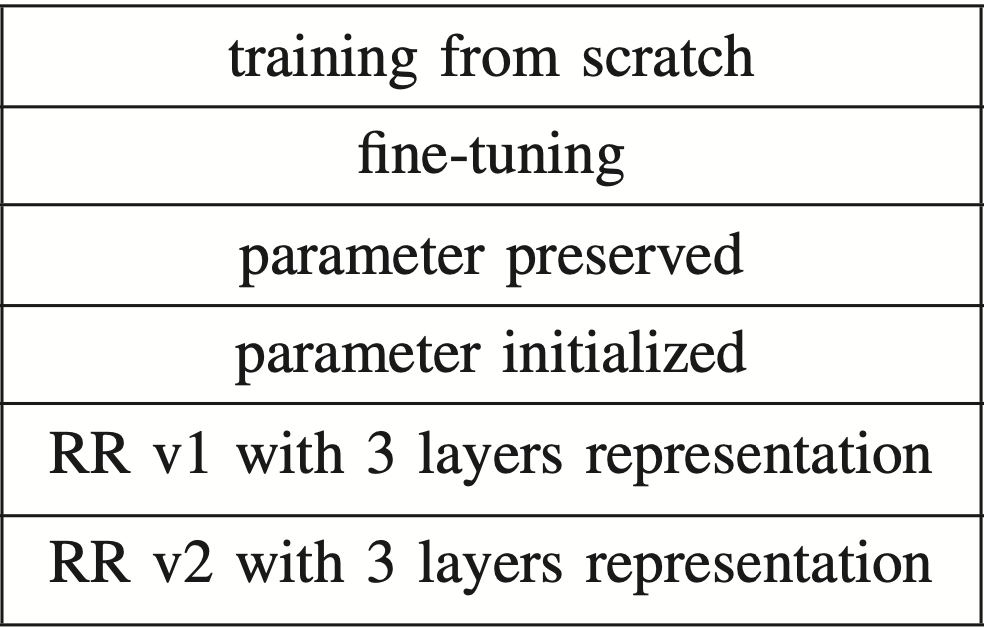 training from scratch
fine-tuning
parameter preserved
parameter initialized
RR v1 with 3 layers representation
RR v2 with 3 layers representation